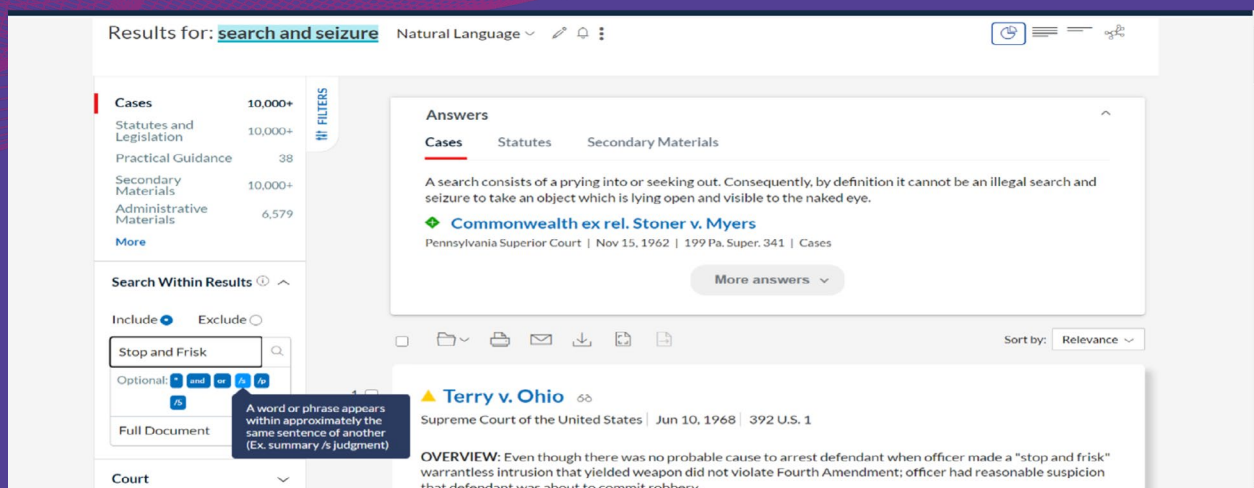 Results for: search and seizure Natural Language
Cases 10,000+
Statutes and Legislation 10,000+
Practical Guidance 38
Secondary Materials 10,000+
Administrative Materials 6,579
More
FILTERS
Search Within Results
Include Exclude
Stop and Frisk
Optional: " and or /s /p
/5
A word or phrase appears
within approximately the
same sentence of another
(Ex. summary /s judgment)
Full Document
Court
Answers
Cases Statutes Secondary Materials
A search consists of a prying into or seeking out. Consequently, by definition it cannot be an illegal search and
seizure to take an object which is lying open and visible to the naked eye.
Commonwealth ex rel. Stoner v. Myers
Pennsylvania Superior Court | Nov 15, 1962 | 199 Pa. Super. 341 | Cases
More answers
Sort by: Relevance
1
Terry v. Ohio
Supreme Court of the United States | Jun 10, 1968 | 392 U.S. 1
OVERVIEW: Even though there was no probable cause to arrest defendant when officer made a "stop and frisk"
warrantless intrusion that yielded weapon did not violate Fourth Amendment; officer had reasonable suspicion
that defendant was about to commit robbery